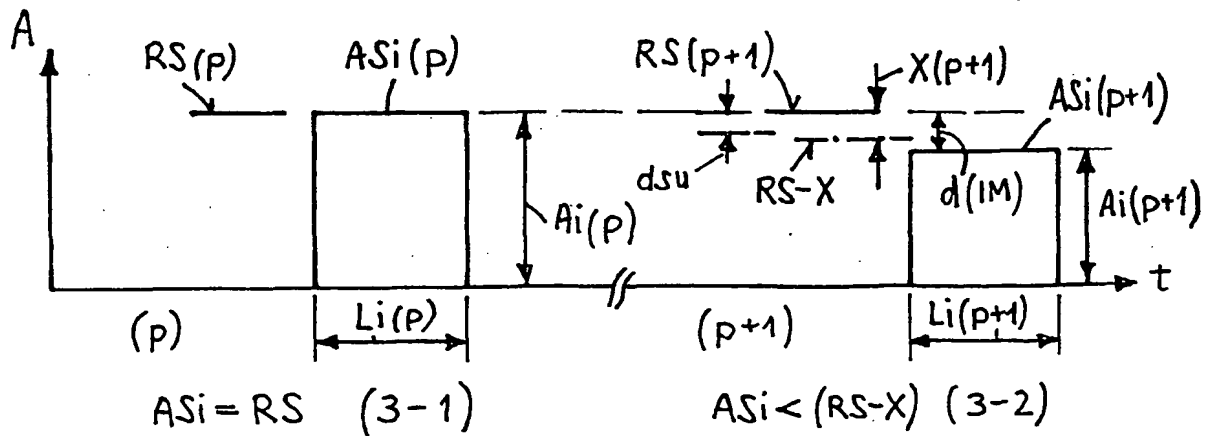 A
RS(p)
ASi(p)
RS(p+1)
X(p+1)
ASi(p+1)
dsu
RS-X
d(IM)
Ai(p)
Ai(p+1)
t
(p)
Li(p)
(p+1)
Li(p+1)
ASi = RS (3-1)
ASi < (RS-X) (3-2)